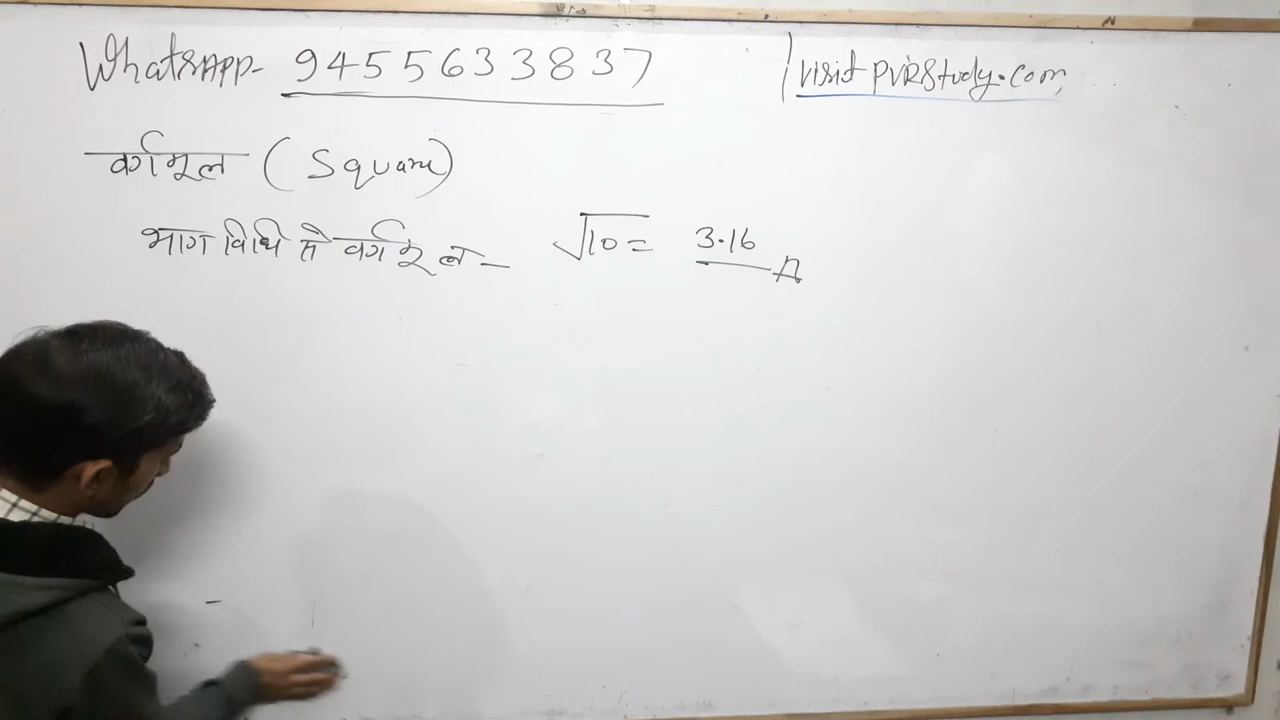 WhatsApp- 9455633837
visit pvrstudy.com,
वर्गमूल (Square)
भाग विधि से वर्गमूल - √10 = 3.16 A